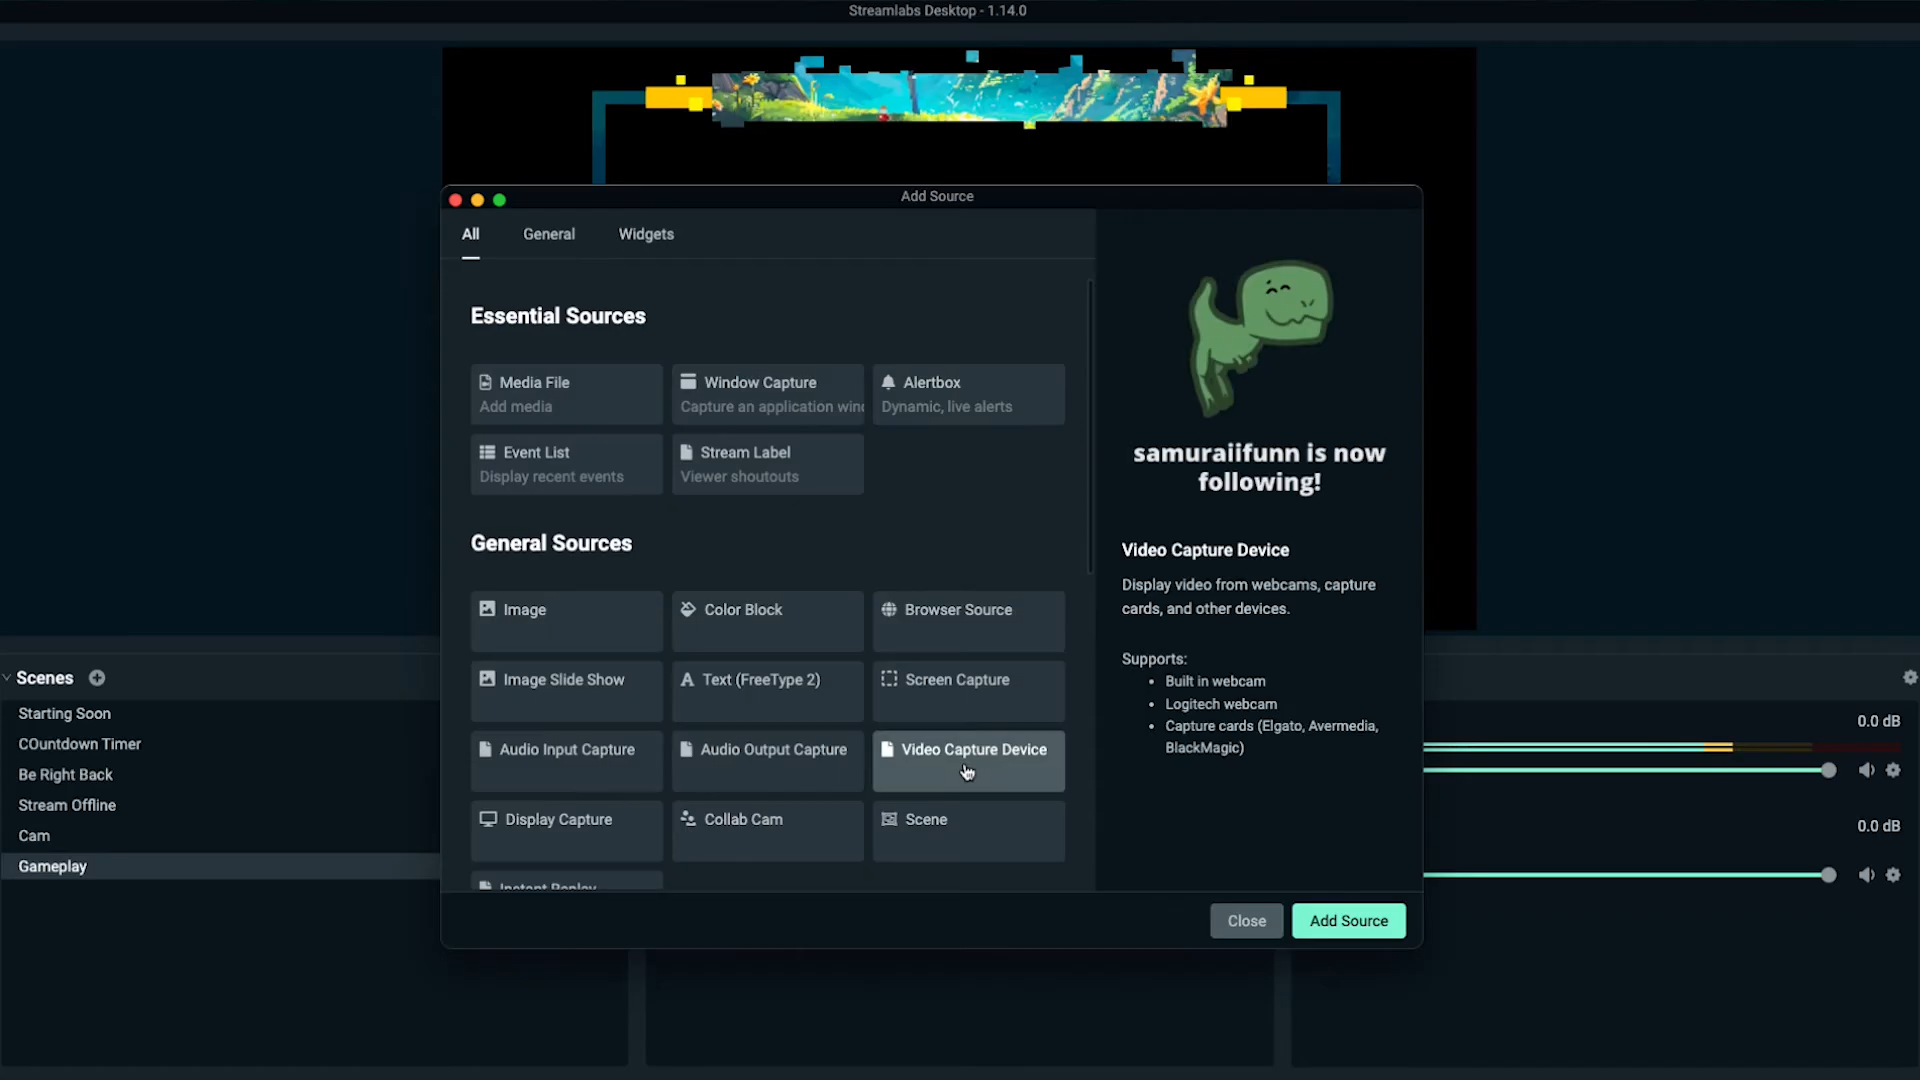 Streamlabs Desktop - 1.14.0
Add Source
All General Widgets
Essential Sources
Media File
Add media
Window Capture
Capture an application wind
Alertbox
Dynamic, live alerts
Event List
Display recent events
Stream Label
Viewer shoutouts
General Sources
Image
Color Block
Browser Source
Image Slide Show
Text (FreeType 2)
Screen Capture
Audio Input Capture
Audio Output Capture
Video Capture Device
Display Capture
Collab Cam
Scene
Instant Replay
samuraiifunn is now
following!
Video Capture Device
Display video from webcams, capture
cards, and other devices.
Supports:
• Built in webcam
• Logitech webcam
• Capture cards (Elgato, Avermedia,
BlackMagic)
Close
Add Source
Scenes
Starting Soon
COuntdown Timer
Be Right Back
Stream Offline
Cam
Gameplay
0.0 dB
0.0 dB